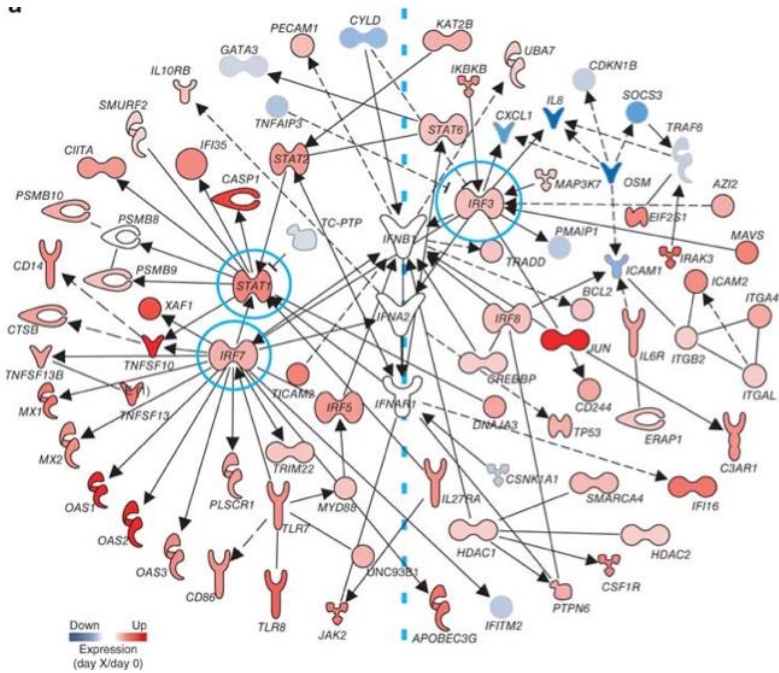 PECAM1
CYLD
KAT2B
UBA7
GATA3
IKBKB
CDKN1B
IL10RB
IL8
SOCS3
CXCL1
SMURF2
TNFAIP3
STAT6
TRAF6
CIITA
IFI35
STAT2
MAP3K7
OSM
CASP1
AZI2
PSMB10
IRF3
EIF2S1
PSMB8
TC-PTP
IFNB1
PMAIP1
MAVS
CD14
PSMB9
TRADD
ICAM1
IRAK3
ICAM2
STAT1
BCL2
XAF1
IFNA2
ITGA4
CTSB
IRF8
JUN
IL6R
TNFSF10
IRF7
ITGB2
TNFSF13B
CREBBP
TICAM2
IFNAR1
CD244
ITGAL
MX1
TNFSF13
IRF5
DNAJA3
TP53
ERAP1
MX2
C3AR1
TRIM22
CSNK1A1
OAS1
PLSCR1
MYD88
IL27RA
SMARCA4
IFI16
OAS2
TLR7
HDAC1
HDAC2
OAS3
UNC93B1
CD86
CSF1R
PTPN6
TLR8
JAK2
APOBEC3G
IFITM2
Down Up
Expression
(day X/day 0)